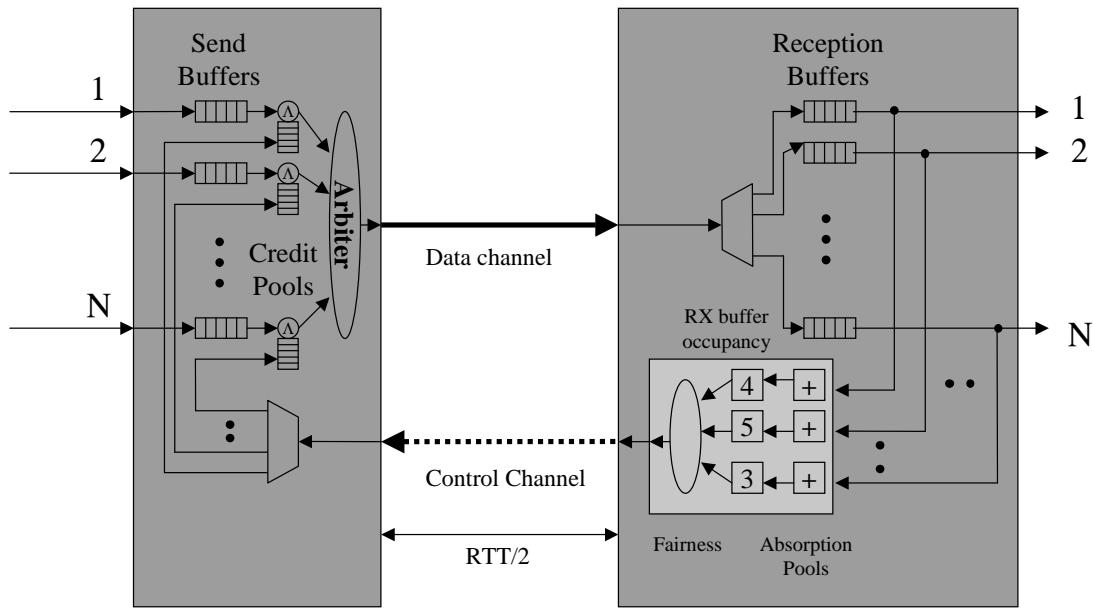 Send
Buffers
Reception
Buffers
1
2
N
Λ
Λ
Λ
Credit
Pools
Arbiter
Data channel
1
2
N
RX buffer
occupancy
4 +
5 +
3 +
Control Channel
RTT/2
Fairness
Absorption
Pools